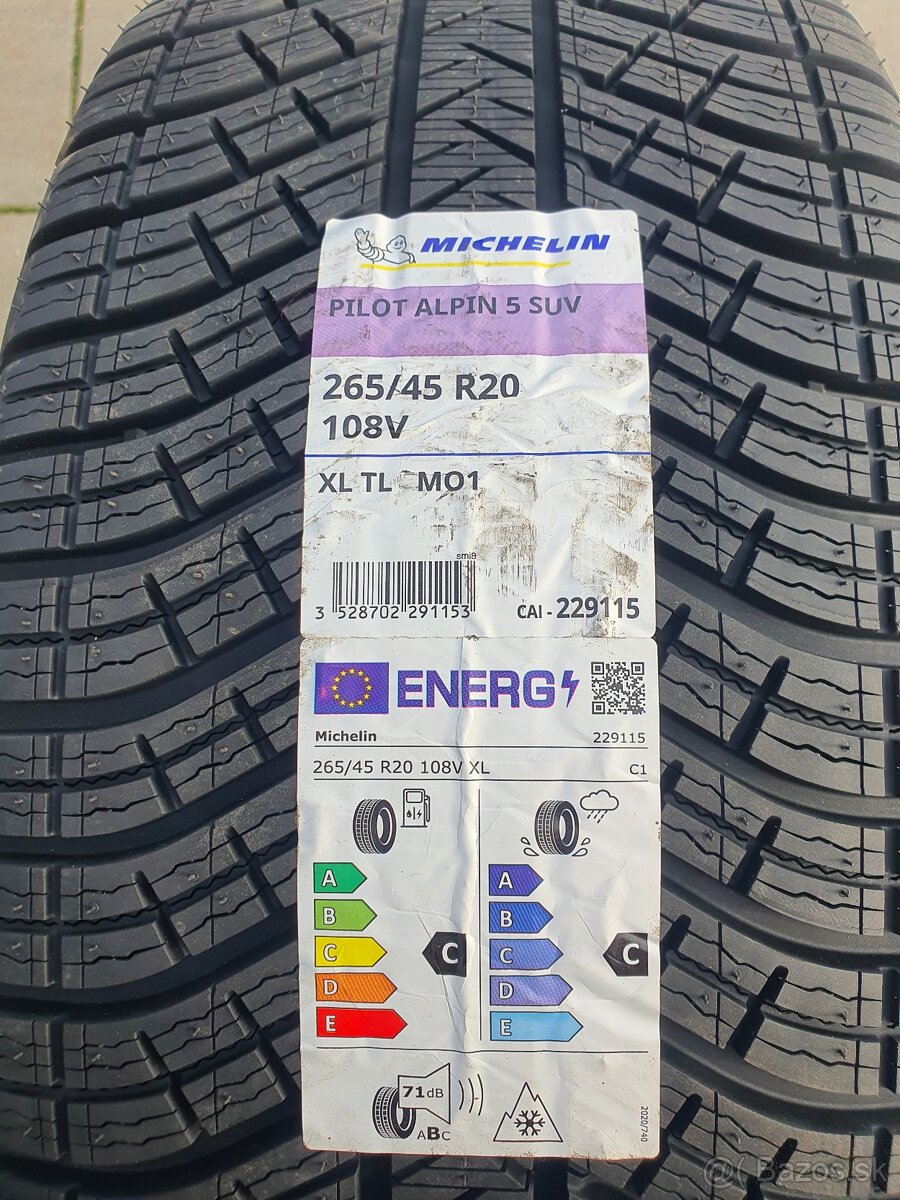 MICHELIN
PILOT ALPIN 5 SUV
265/45 R20
108V
XL TL MO1
smi8
3 528702 291153
CAI - 229115
ENERG
Michelin 229115
265/45 R20 108V XL C1
A A
B B
C C C C
D D
E E
71dB
ABC
2020/740
@( Bazos.sk